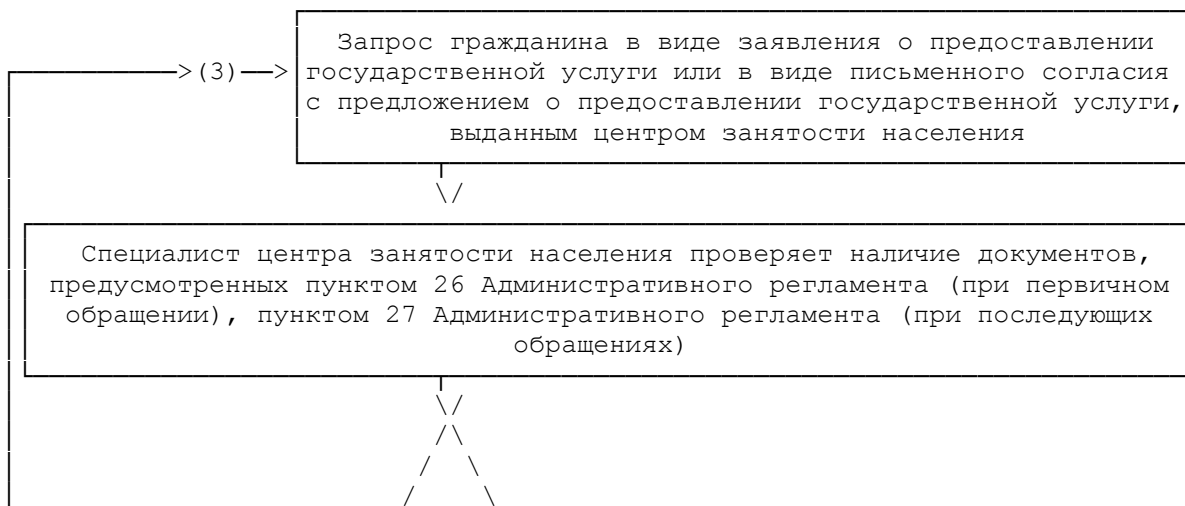 Запрос гражданина в виде заявления о предоставлении
(3) государственной услуги или в виде письменного согласия
с предложением о предоставлении государственной услуги,
выданным центром занятости населения
Специалист центра занятости населения проверяет наличие документов,
предусмотренных пунктом 26 Административного регламента (при первичном
обращении), пунктом 27 Административного регламента (при последующих
обращениях)